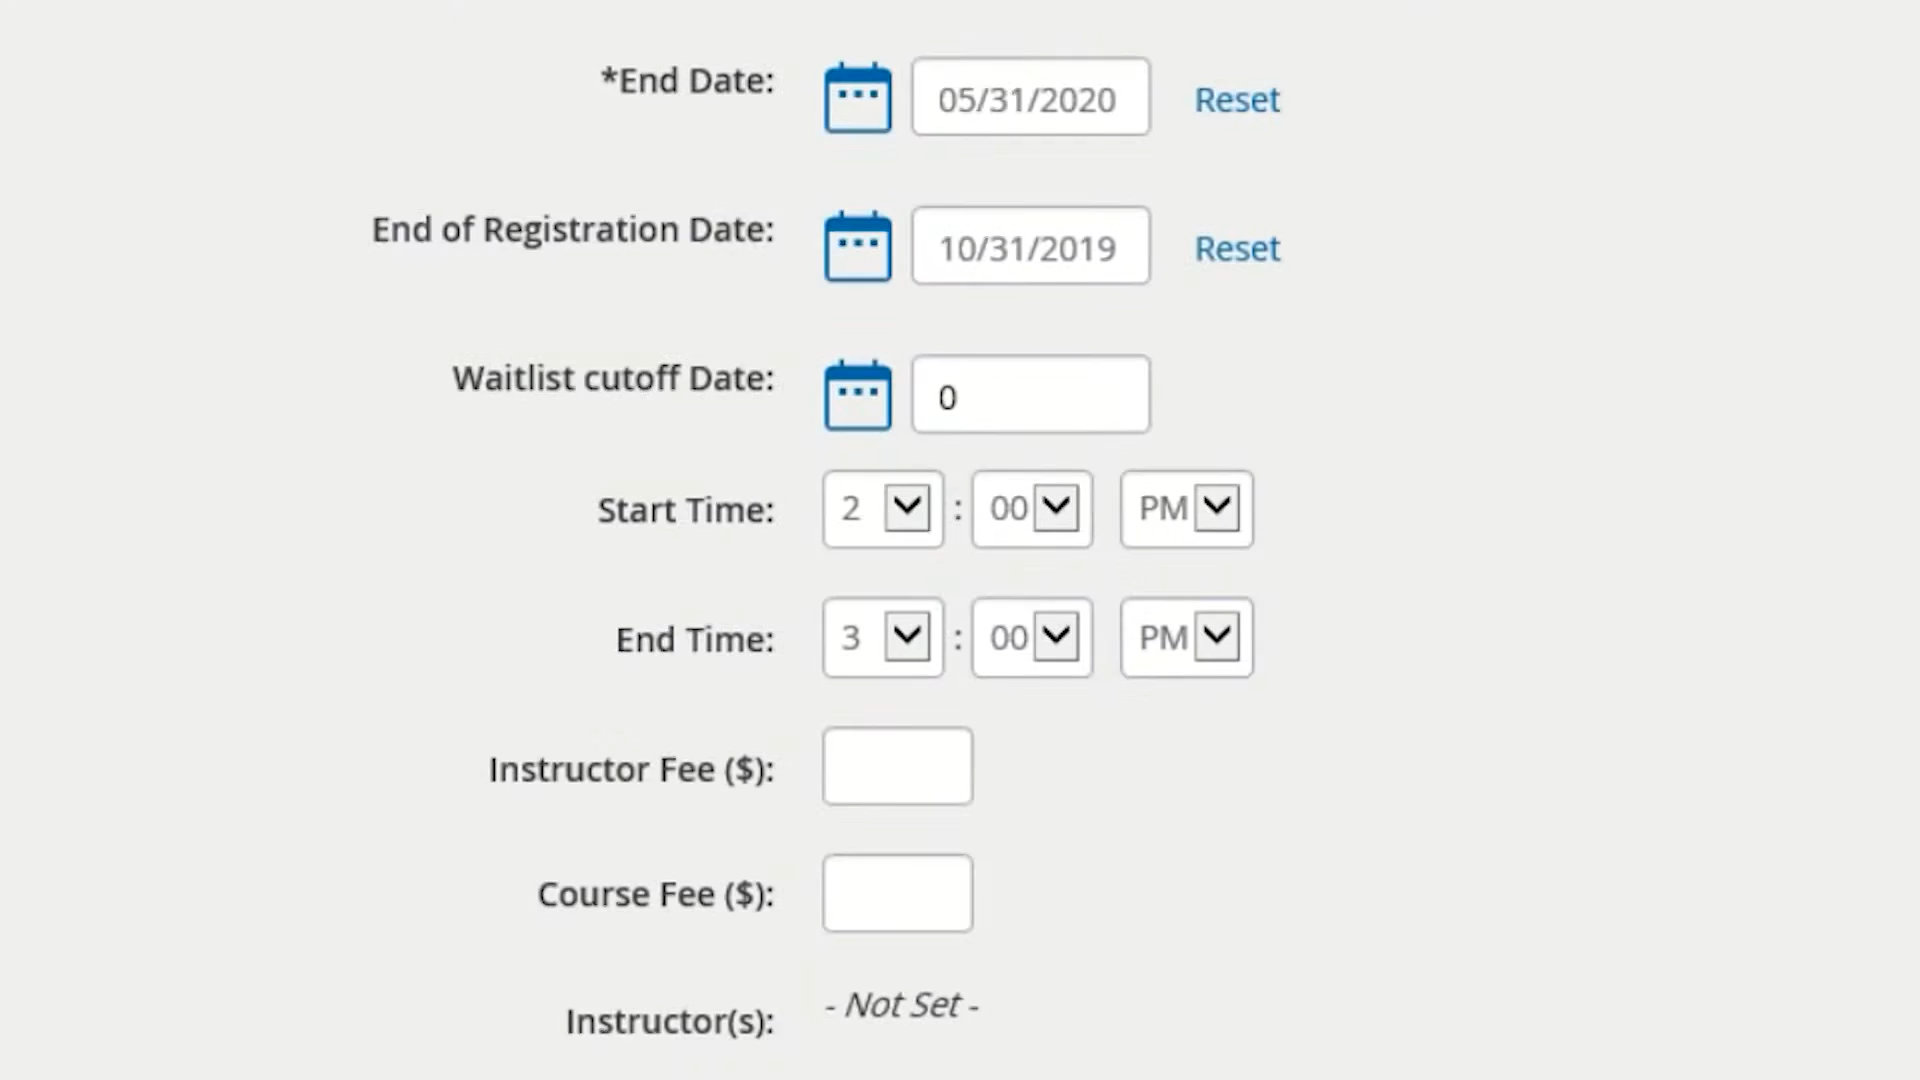 *End Date: 05/31/2020 Reset
End of Registration Date: 10/31/2019 Reset
Waitlist cutoff Date: 0
Start Time: 2 : 00 PM
End Time: 3 : 00 PM
Instructor Fee ($):
Course Fee ($):
Instructor(s): - Not Set -